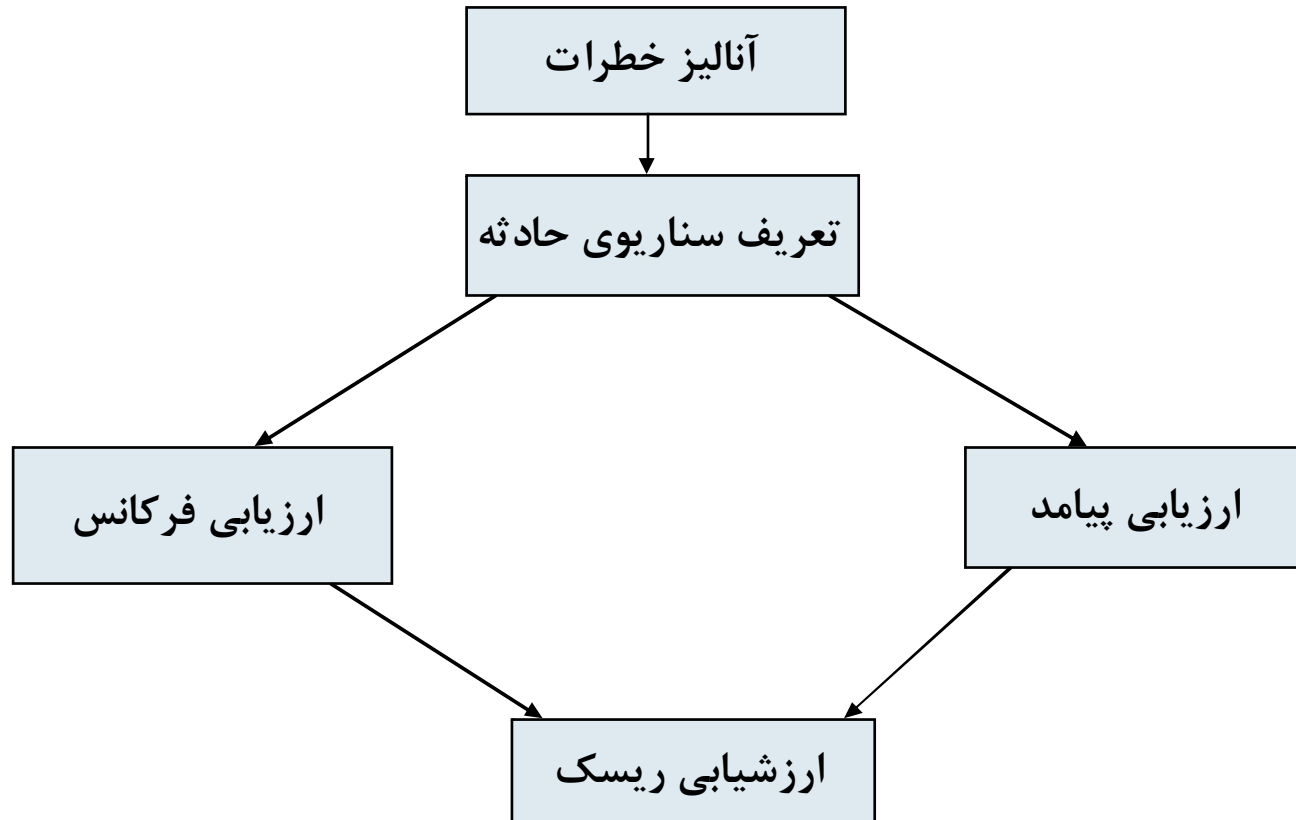 آنالیز خطرات
تعریف سناریوی حادثه
ارزیابی پیامد
ارزیابی فرکانس
ارزشیابی ریسک